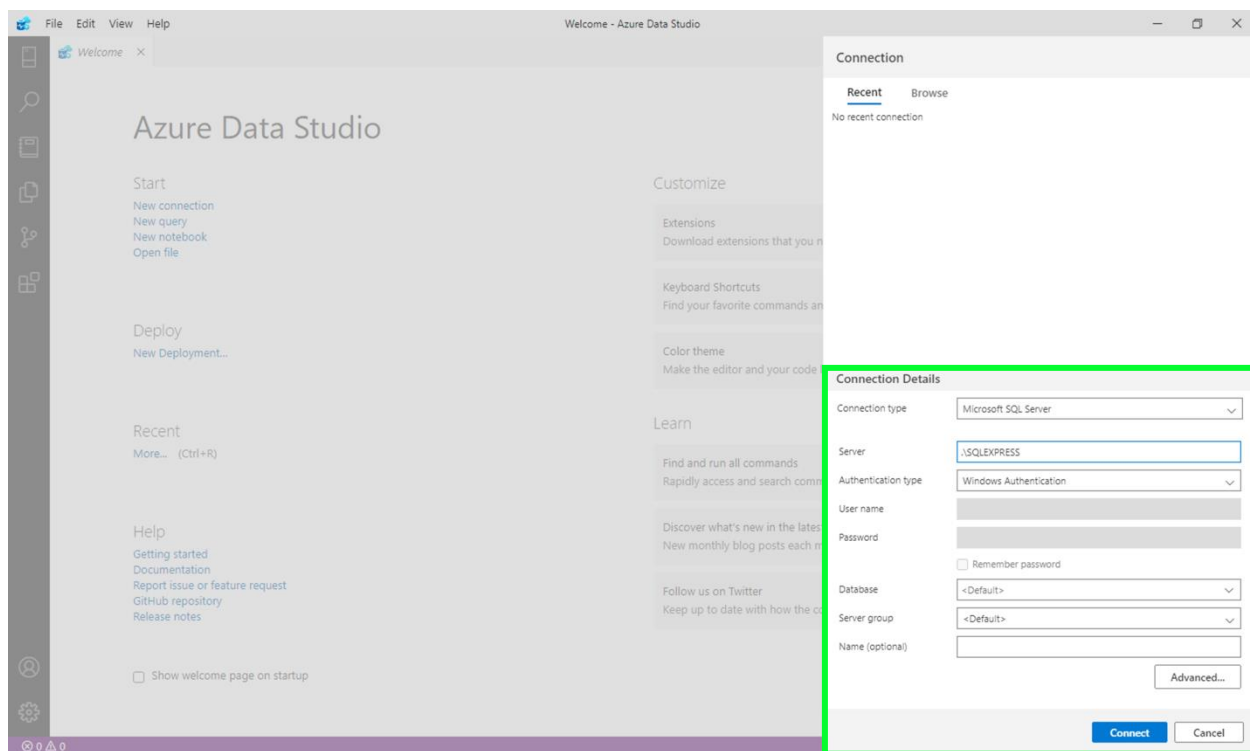 File Edit View Help
Welcome - Azure Data Studio
Welcome
Azure Data Studio
Start
New connection
New query
New notebook
Open file
Deploy
New Deployment...
Recent
More... (Ctrl+R)
Help
Getting started
Documentation
Report issue or feature request
GitHub repository
Release notes
Show welcome page on startup
Customize
Extensions
Download extensions that you n
Keyboard Shortcuts
Find your favorite commands an
Color theme
Make the editor and your code
Learn
Find and run all commands
Rapidly access and search comm
Discover what's new in the lates
New monthly blog posts each m
Follow us on Twitter
Keep up to date with how the co
Connection
Recent Browse
No recent connection
Connection Details
Connection type Microsoft SQL Server
Server .\SQLEXPRESS
Authentication type Windows Authentication
User name
Password
Remember password
Database <Default>
Server group <Default>
Name (optional)
Advanced...
Connect Cancel
0 0